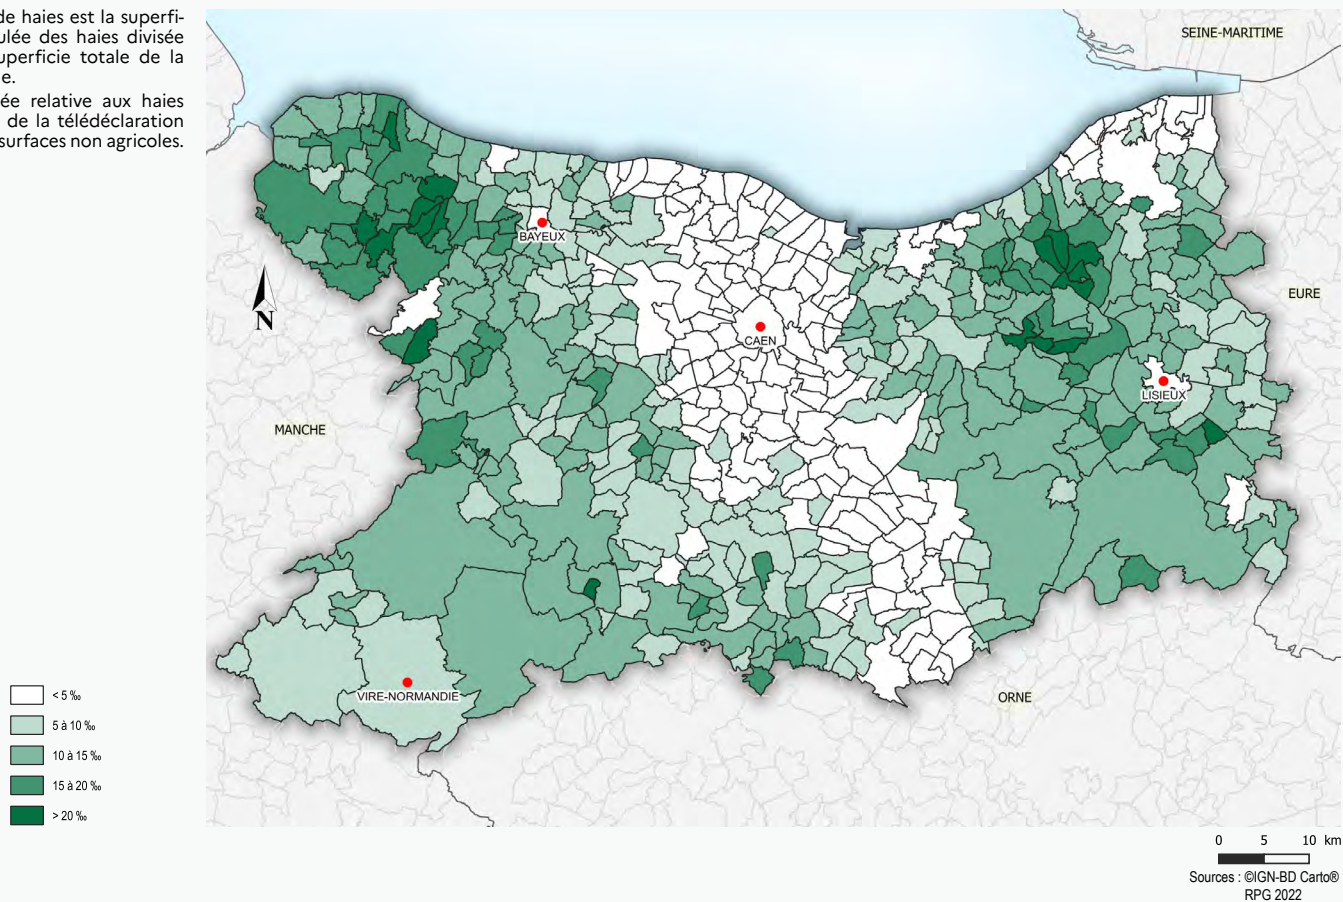 de haies est la superfi-
ulée des haies divisée
uperficie totale de la
e.
ée relative aux haies
de la télédéclaration
surfaces non agricoles.
SEINE-MARITIME
BAYEUX
N
EURE
CAEN
LISIEUX
MANCHE
VIRE-NORMANDIE
ORNE
< 5 ‰
5 à 10 ‰
10 à 15 ‰
15 à 20 ‰
> 20 ‰
0 5 10 km
Sources : ©IGN-BD Carto®
RPG 2022